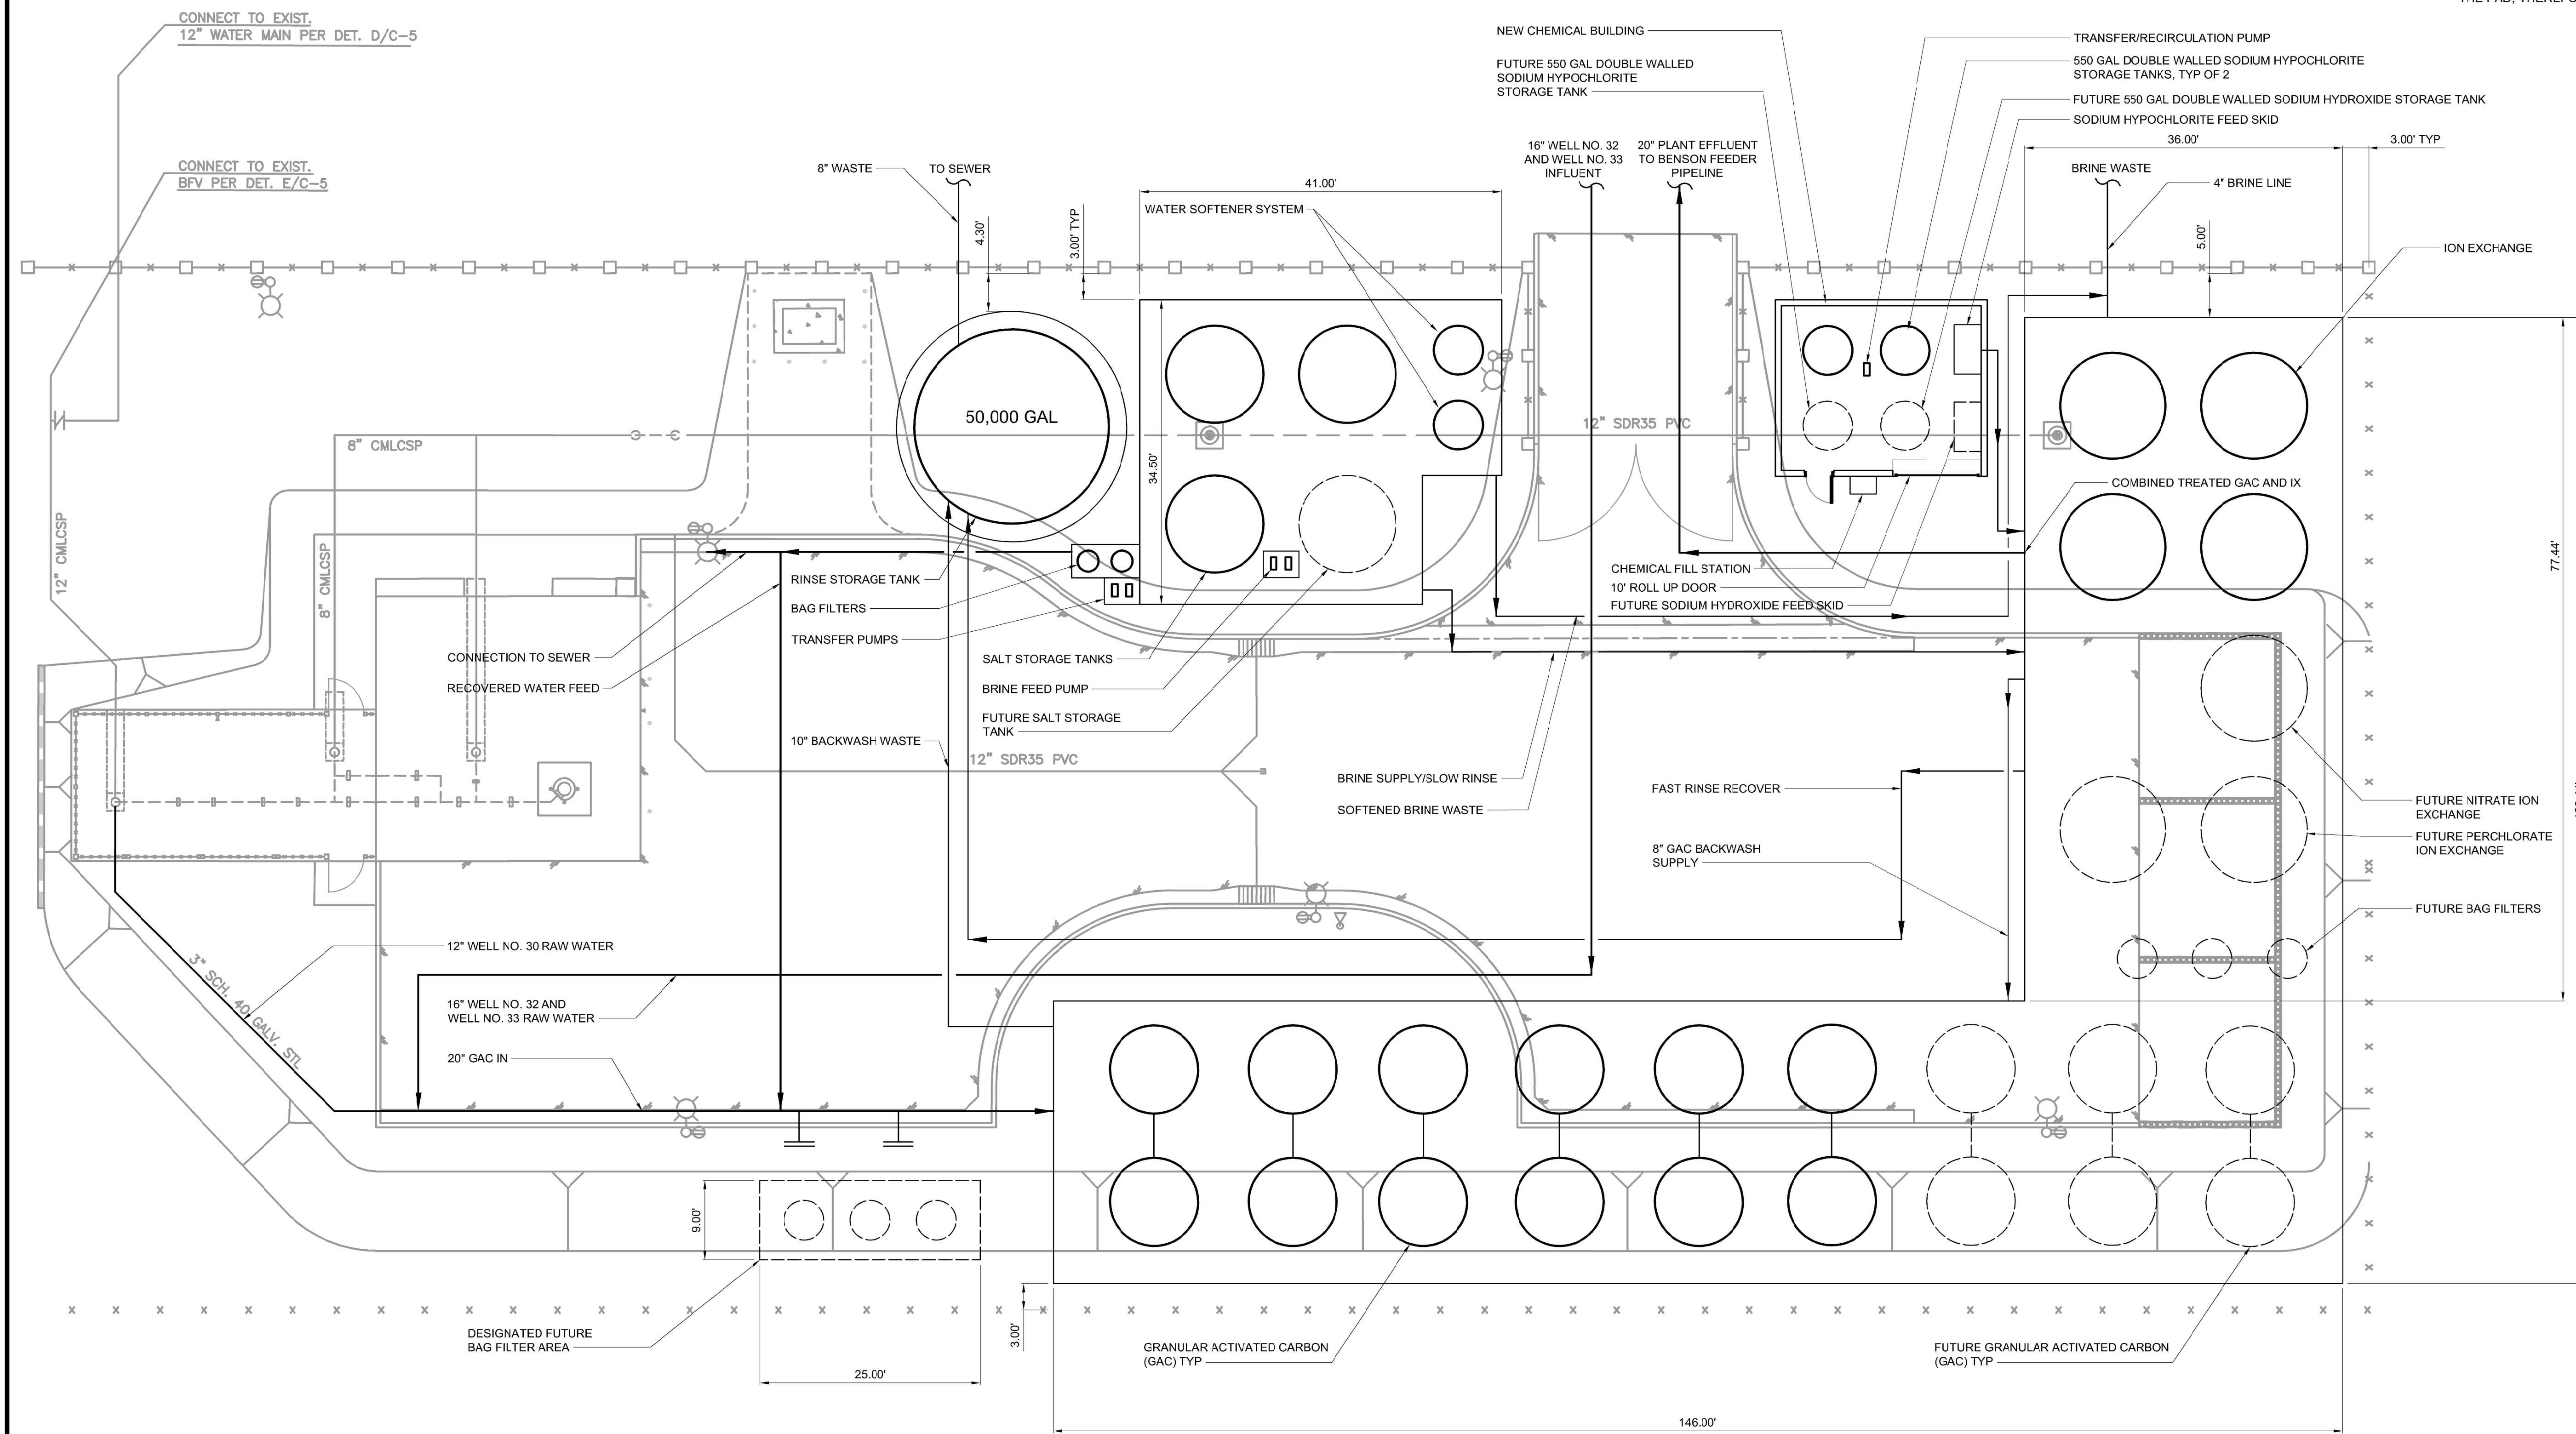 CONNECT TO EXIST.
12" WATER MAIN PER DET. D/C-5
CONNECT TO EXIST.
BFV PER DET. E/C-5
8" WASTE
TO SEWER
4.30'
3.00' TYP
41.00'
WATER SOFTENER SYSTEM
NEW CHEMICAL BUILDING
FUTURE 550 GAL DOUBLE WALLED
SODIUM HYPOCHLORITE
STORAGE TANK
16" WELL NO. 32
AND WELL NO. 33
INFLUENT
20" PLANT EFFLUENT
TO BENSON FEEDER
PIPELINE
TRANSFER/RECIRCULATION PUMP
550 GAL DOUBLE WALLED SODIUM HYPOCHLORITE
STORAGE TANKS, TYP OF 2
FUTURE 550 GAL DOUBLE WALLED SODIUM HYDROXIDE STORAGE TANK
SODIUM HYPOCHLORITE FEED SKID
36.00'
3.00' TYP
BRINE WASTE
4" BRINE LINE
5.00'
ION EXCHANGE
50,000 GAL
34.50'
12" SDR35 PVC
8" CMLCSP
12" CMLCSP
8" CMLCSP
COMBINED TREATED GAC AND IX
77.44'
CHEMICAL FILL STATION
10' ROLL UP DOOR
FUTURE SODIUM HYDROXIDE FEED SKID
RINSE STORAGE TANK
BAG FILTERS
TRANSFER PUMPS
CONNECTION TO SEWER
RECOVERED WATER FEED
SALT STORAGE TANKS
BRINE FEED PUMP
FUTURE SALT STORAGE
TANK
10" BACKWASH WASTE
12" SDR35 PVC
BRINE SUPPLY/SLOW RINSE
SOFTENED BRINE WASTE
FAST RINSE RECOVER
8" GAC BACKWASH
SUPPLY
FUTURE NITRATE ION
EXCHANGE
FUTURE PERCHLORATE
ION EXCHANGE
FUTURE BAG FILTERS
12" WELL NO. 30 RAW WATER
3" SCH. 40 GALV. STL
16" WELL NO. 32 AND
WELL NO. 33 RAW WATER
20" GAC IN
9.00'
DESIGNATED FUTURE
BAG FILTER AREA
25.00'
3.00'
GRANULAR ACTIVATED CARBON
(GAC) TYP
FUTURE GRANULAR ACTIVATED CARBON
(GAC) TYP
146.00'